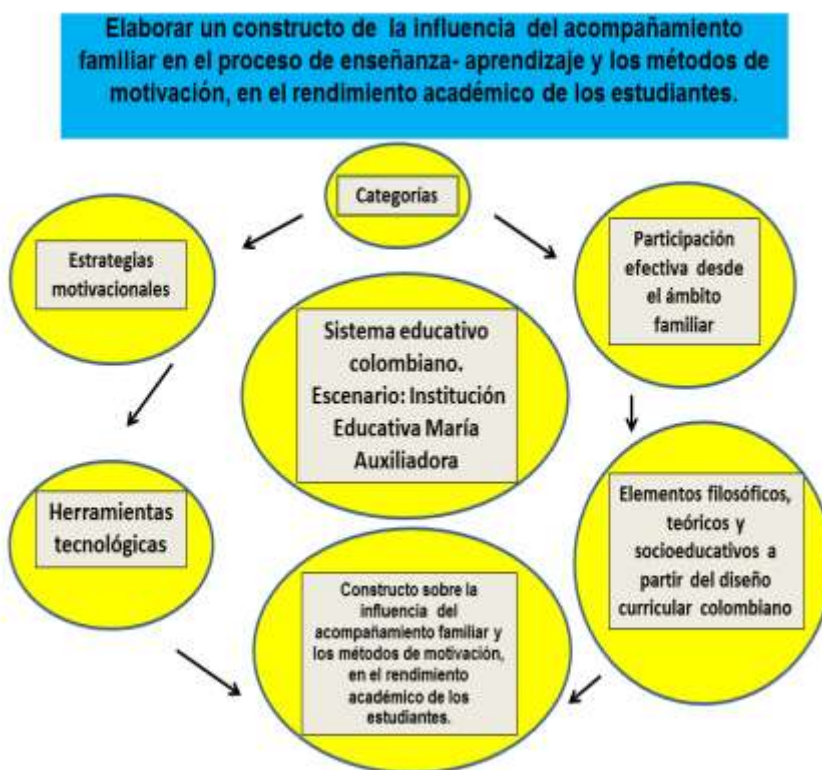 Elaborar un constructo de la influencia del acompañamiento
familiar en el proceso de enseñanza- aprendizaje y los métodos de
motivación, en el rendimiento académico de los estudiantes.
Categorías
Estrategias
motivacionales
Participación
efectiva desde
el ámbito
familiar
Sistema educativo
colombiano.
Escenario: Institución
Educativa María
Auxiliadora
Herramientas
tecnológicas
Elementos filosóficos,
teóricos y
socioeducativos a
partir del diseño
curricular colombiano
Constructo sobre la
influencia del
acompañamiento familiar y
los métodos de motivación,
en el rendimiento
académico de los
estudiantes.